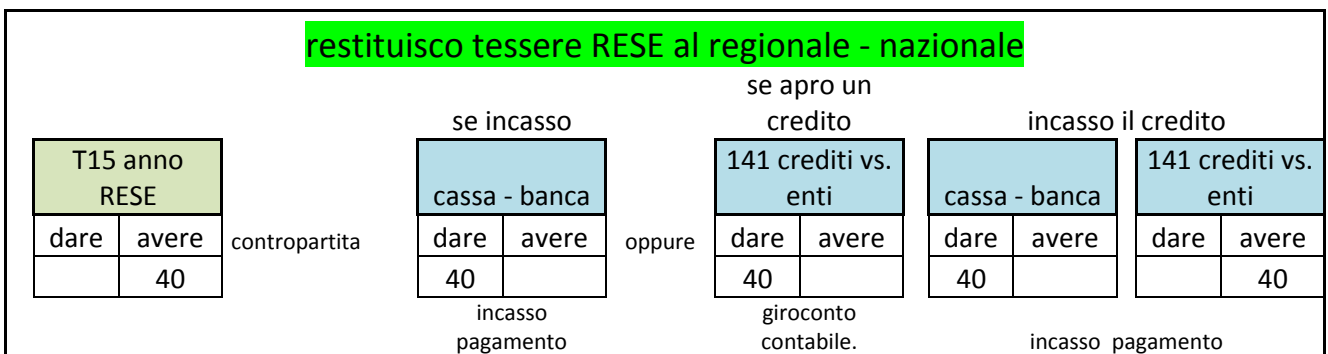 restituisco tessere RESE al regionale - nazionale
se incasso
se apro un
credito
incasso il credito
T15 anno
RESE
cassa - banca
141 crediti vs.
enti
cassa - banca
141 crediti vs.
enti
dare avere contropartita dare avere oppure dare avere dare avere dare avere
40 40 40 40 40
incasso
pagamento
giroconto
contabile.
incasso pagamento